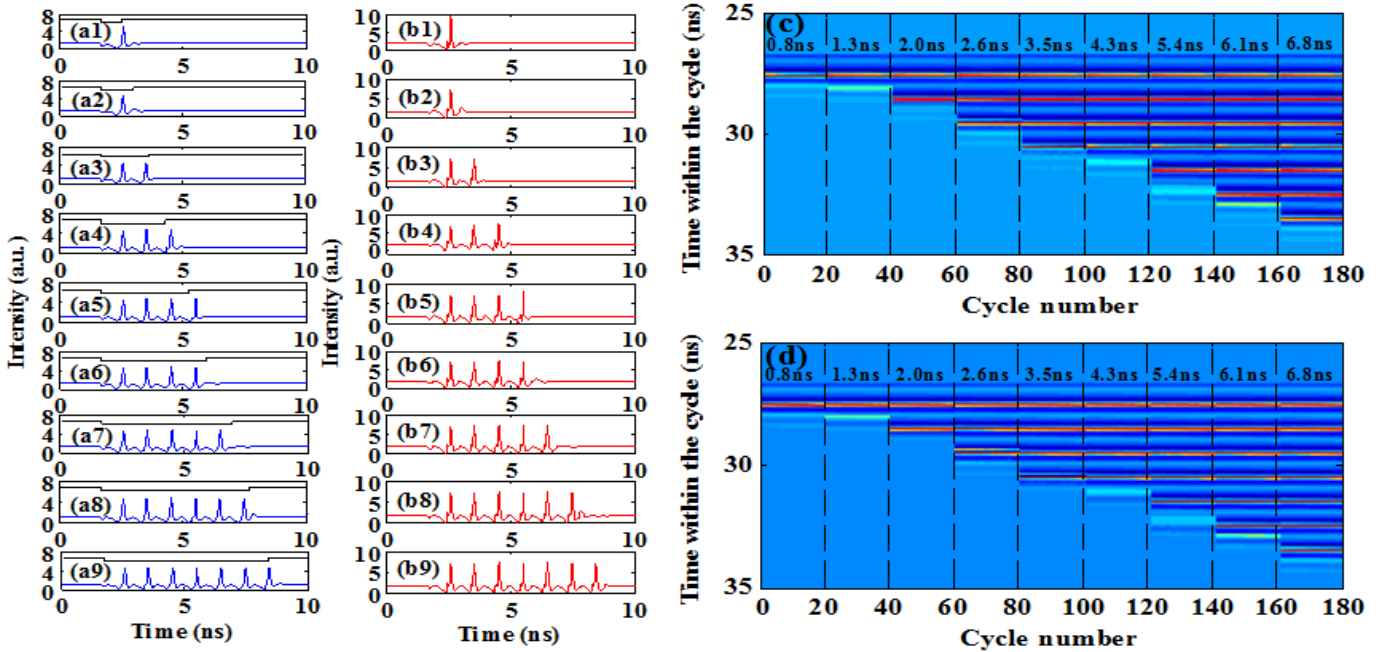 (a1)
8
4
0
0 5 10
(a2)
8
4
0
0 5 10
(a3)
8
4
0
0 5 10
(a4)
8
4
0
0 5 10
(a5)
8
4
0
0 5 10
(a6)
8
4
0
0 5 10
(a7)
8
4
0
0 5 10
(a8)
8
4
0
0 5 10
(a9)
8
4
0
0 5 10
Intensity (a.u.)
Time (ns)
(b1)
10
5
0
0 5 10
(b2)
10
5
0
0 5 10
(b3)
10
5
0
0 5 10
(b4)
10
5
0
0 5 10
(b5)
10
5
0
0 5 10
(b6)
10
5
0
0 5 10
(b7)
10
5
0
0 5 10
(b8)
10
5
0
0 5 10
(b9)
10
5
0
0 5 10
Intensity (a.u.)
Time (ns)
(c)
0.8ns 1.3ns 2.0ns 2.6ns 3.5ns 4.3ns 5.4ns 6.1ns 6.8ns
25
30
35
0 20 40 60 80 100 120 140 160 180
Time within the cycle (ns)
Cycle number
(d)
0.8ns 1.3ns 2.0ns 2.6ns 3.5ns 4.3ns 5.4ns 6.1ns 6.8ns
25
30
35
0 20 40 60 80 100 120 140 160 180
Time within the cycle (ns)
Cycle number